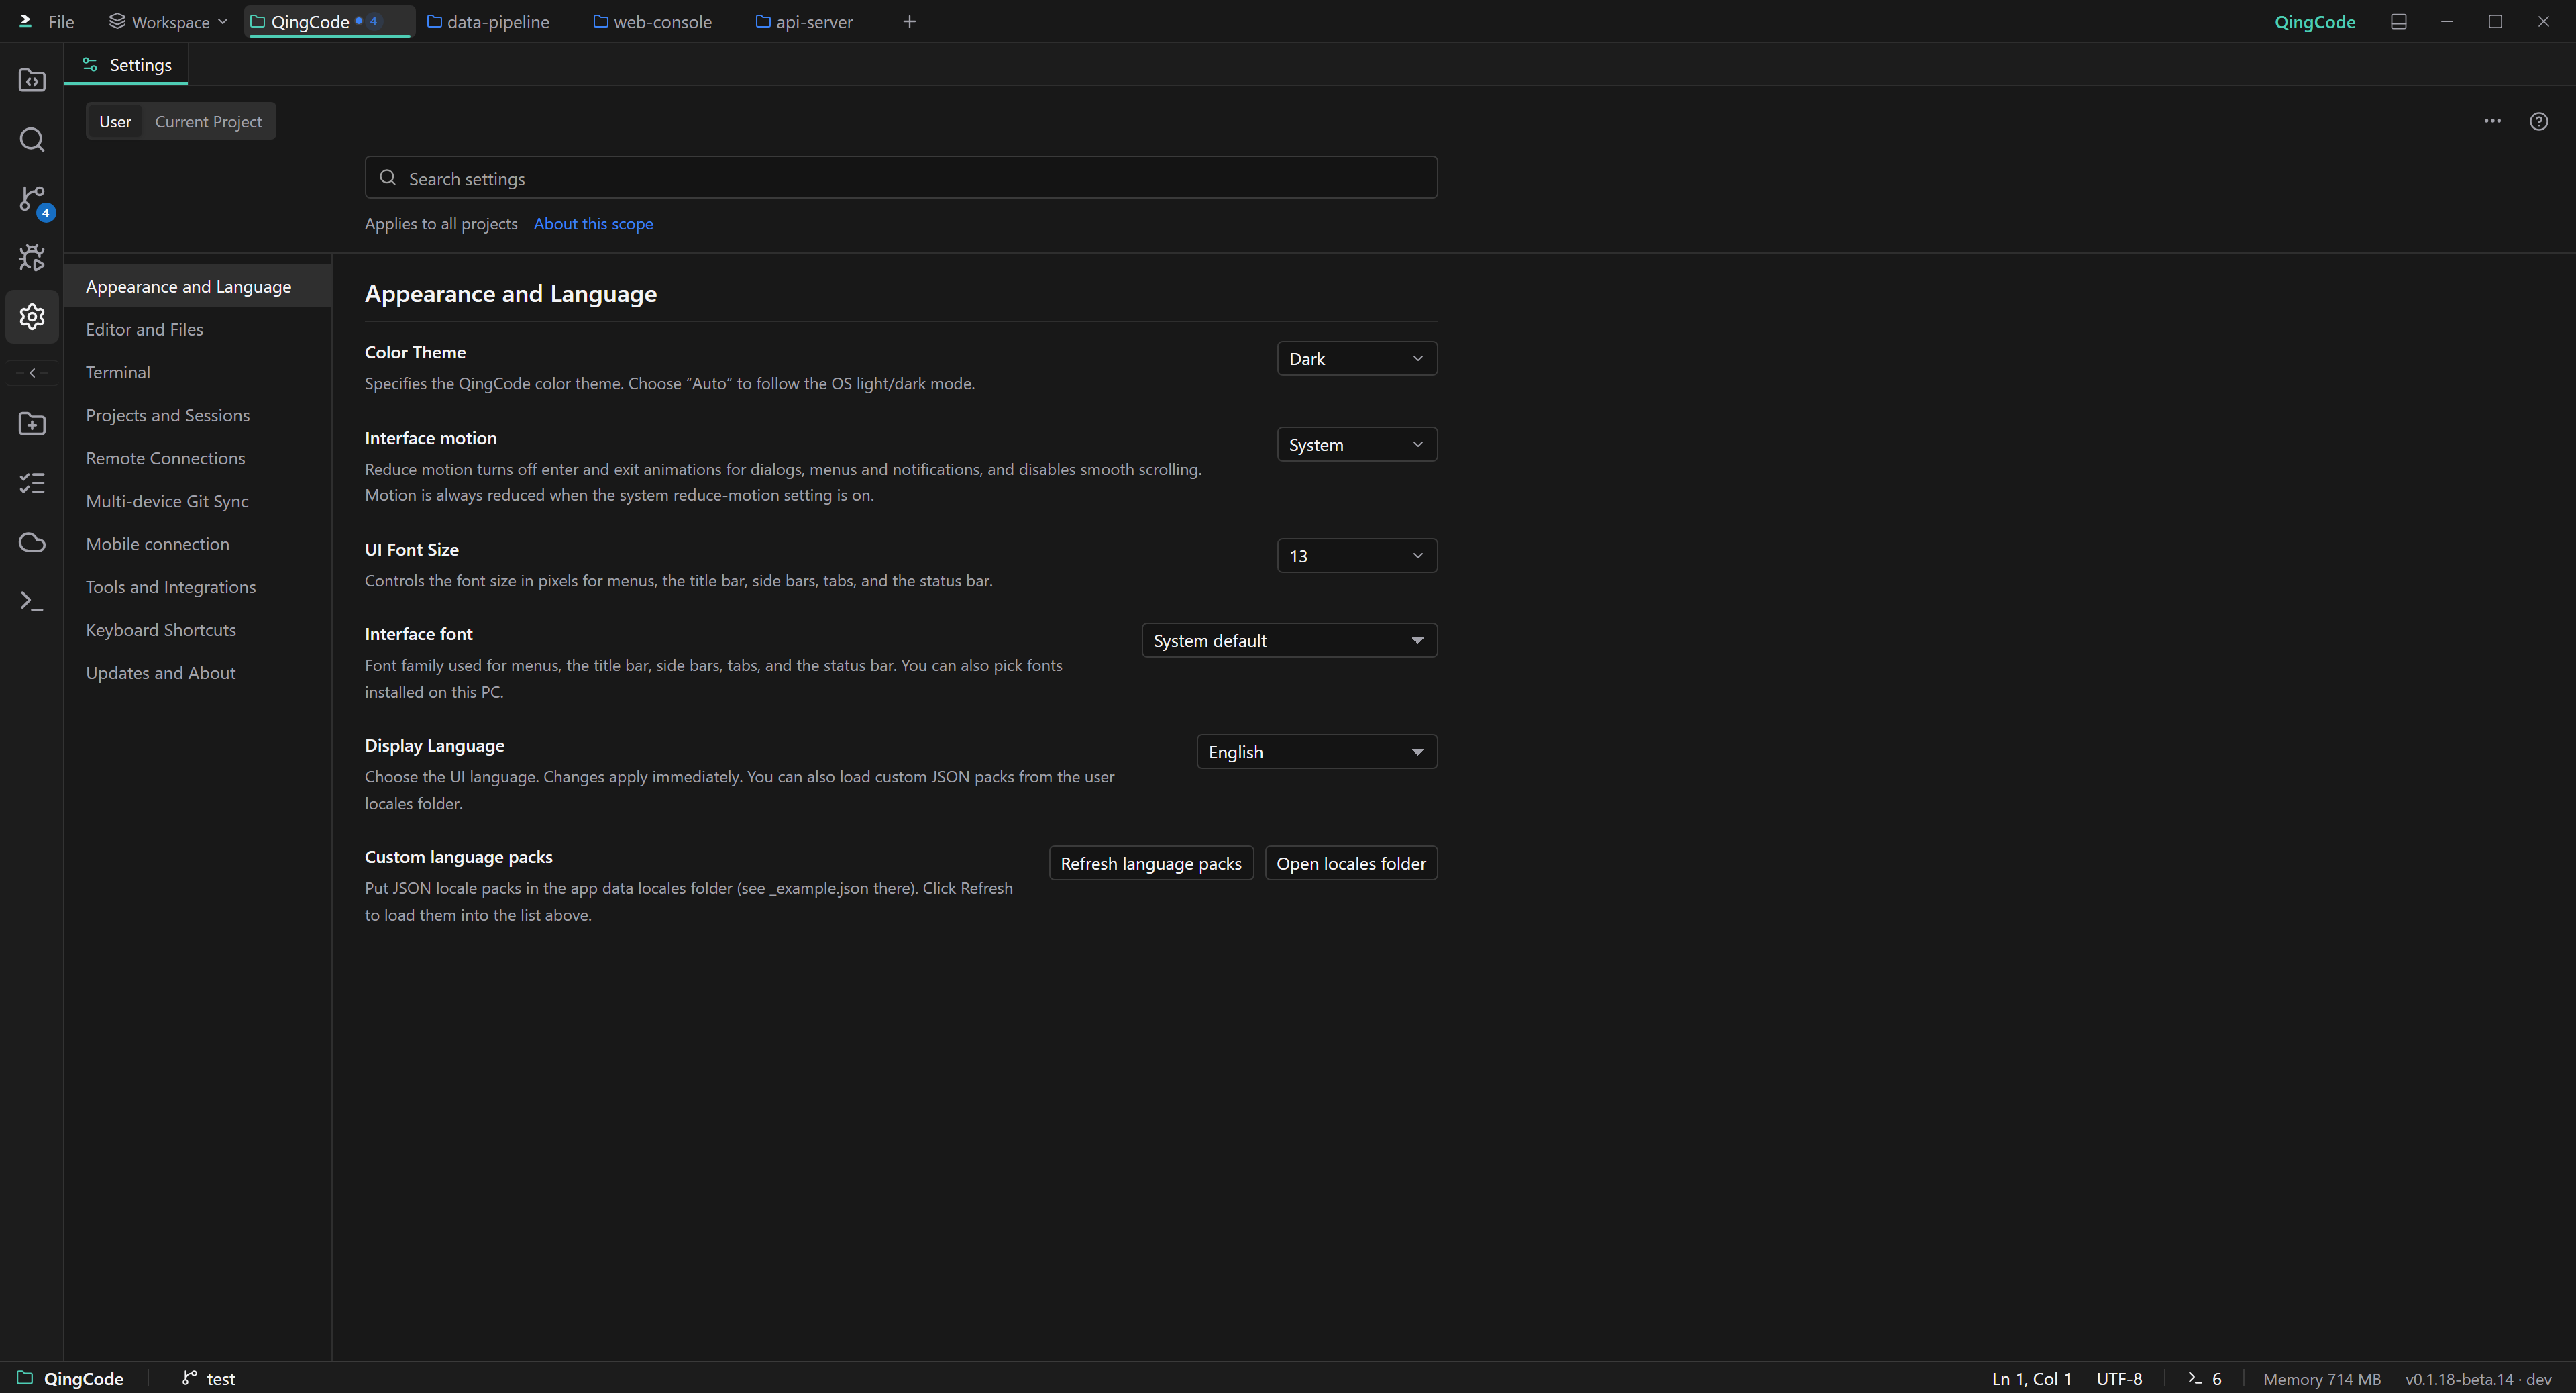 File Workspace QingCode 4 data-pipeline web-console api-server QingCode
Settings
User Current Project
Search settings
4
Applies to all projects About this scope
Appearance and Language
Editor and Files
Terminal
Projects and Sessions
Remote Connections
Multi-device Git Sync
Mobile connection
Tools and Integrations
Keyboard Shortcuts
Updates and About
Appearance and Language
Color Theme
Dark
Specifies the QingCode color theme. Choose “Auto” to follow the OS light/dark mode.
Interface motion
System
Reduce motion turns off enter and exit animations for dialogs, menus and notifications, and disables smooth scrolling.
Motion is always reduced when the system reduce-motion setting is on.
UI Font Size
13
Controls the font size in pixels for menus, the title bar, side bars, tabs, and the status bar.
Interface font
System default
Font family used for menus, the title bar, side bars, tabs, and the status bar. You can also pick fonts
installed on this PC.
Display Language
English
Choose the UI language. Changes apply immediately. You can also load custom JSON packs from the user
locales folder.
Custom language packs
Refresh language packs Open locales folder
Put JSON locale packs in the app data locales folder (see _example.json there). Click Refresh
to load them into the list above.
QingCode test Ln 1, Col 1 UTF-8 6 Memory 714 MB v0.1.18-beta.14 · dev